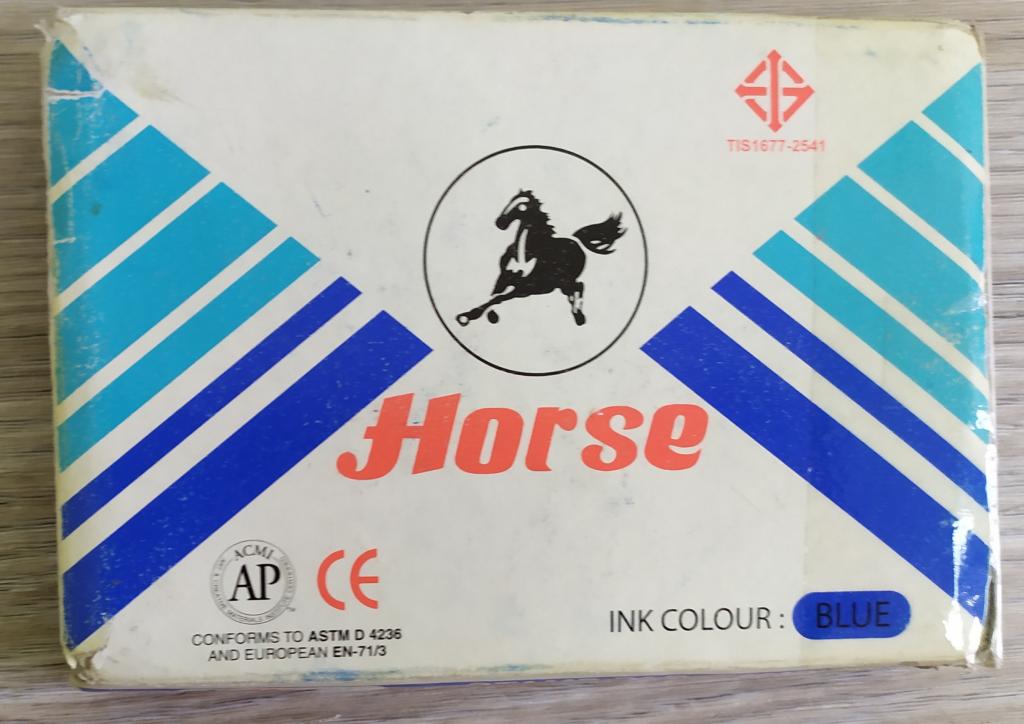 TIS1677-2541
Horse
ACMI
AP
CE
CONFORMS TO ASTM D 4236
AND EUROPEAN EN-71/3
INK COLOUR : BLUE